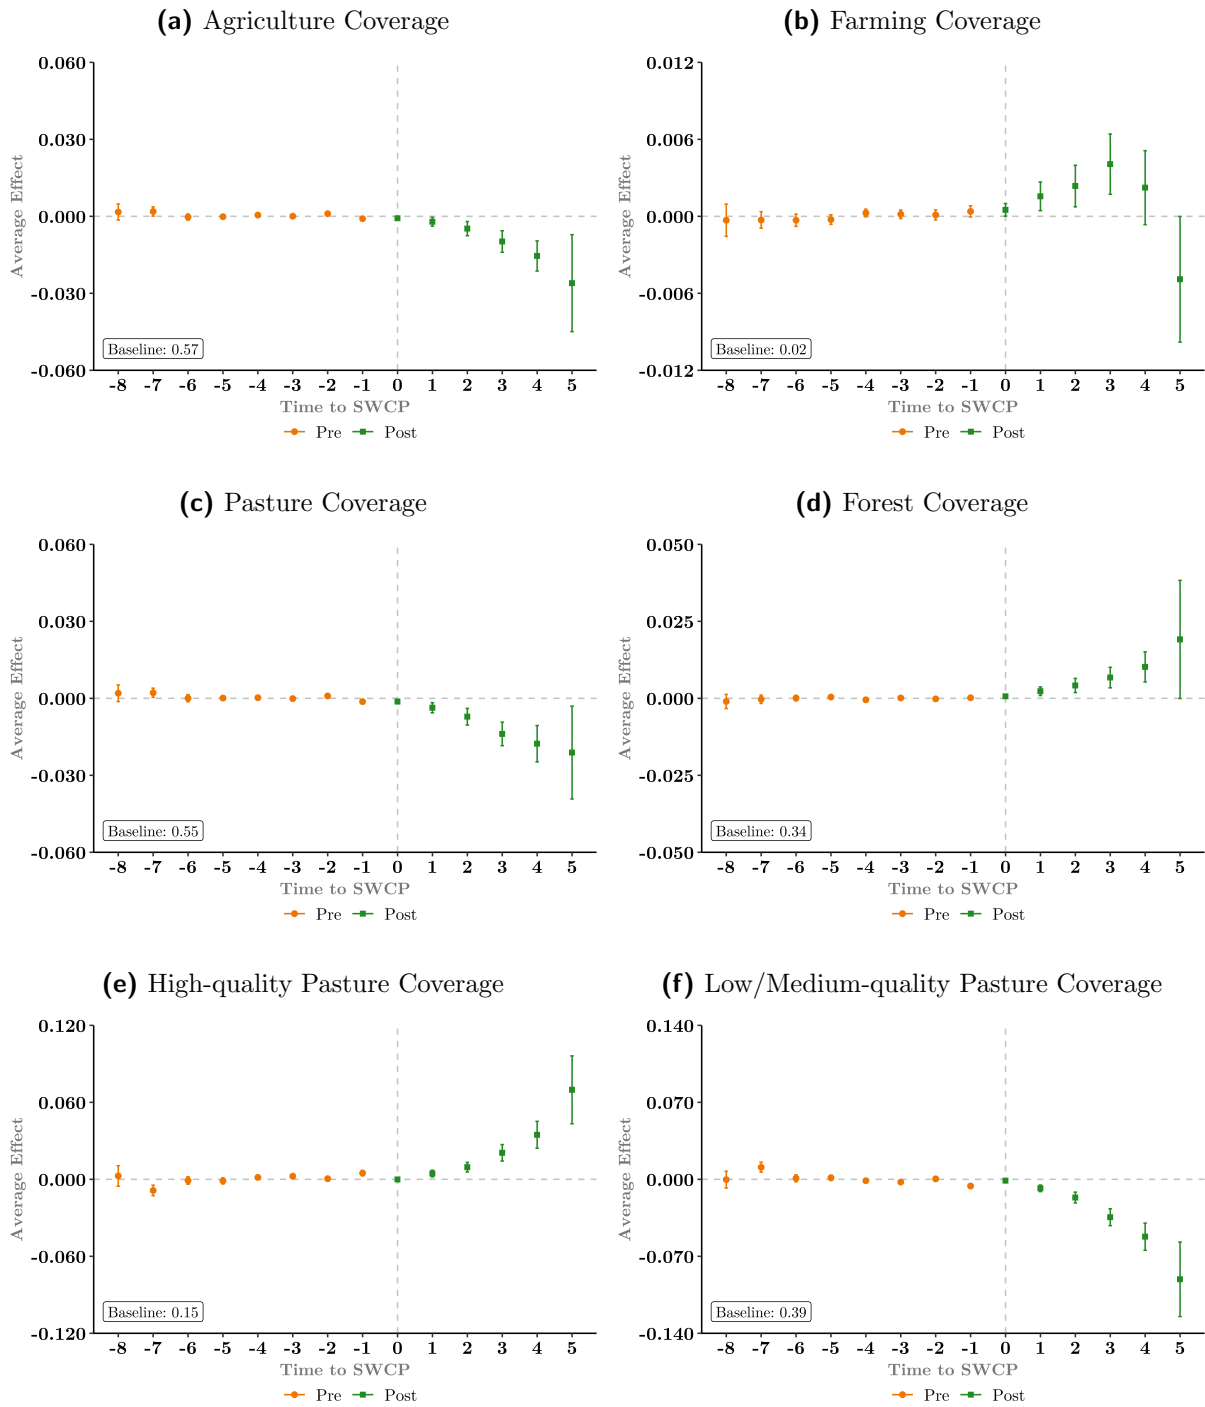 (a) Agriculture Coverage
0.060
0.030
0.000
-0.030
-0.060
Average Effect
Baseline: 0.57
-8 -7 -6 -5 -4 -3 -2 -1 0 1 2 3 4 5
Time to SWCP
Pre Post
(b) Farming Coverage
0.012
0.006
0.000
-0.006
-0.012
Average Effect
Baseline: 0.02
-8 -7 -6 -5 -4 -3 -2 -1 0 1 2 3 4 5
Time to SWCP
Pre Post
(c) Pasture Coverage
0.060
0.030
0.000
-0.030
-0.060
Average Effect
Baseline: 0.55
-8 -7 -6 -5 -4 -3 -2 -1 0 1 2 3 4 5
Time to SWCP
Pre Post
(d) Forest Coverage
0.050
0.025
0.000
-0.025
-0.050
Average Effect
Baseline: 0.34
-8 -7 -6 -5 -4 -3 -2 -1 0 1 2 3 4 5
Time to SWCP
Pre Post
(e) High-quality Pasture Coverage
0.120
0.060
0.000
-0.060
-0.120
Average Effect
Baseline: 0.15
-8 -7 -6 -5 -4 -3 -2 -1 0 1 2 3 4 5
Time to SWCP
Pre Post
(f) Low/Medium-quality Pasture Coverage
0.140
0.070
0.000
-0.070
-0.140
Average Effect
Baseline: 0.39
-8 -7 -6 -5 -4 -3 -2 -1 0 1 2 3 4 5
Time to SWCP
Pre Post